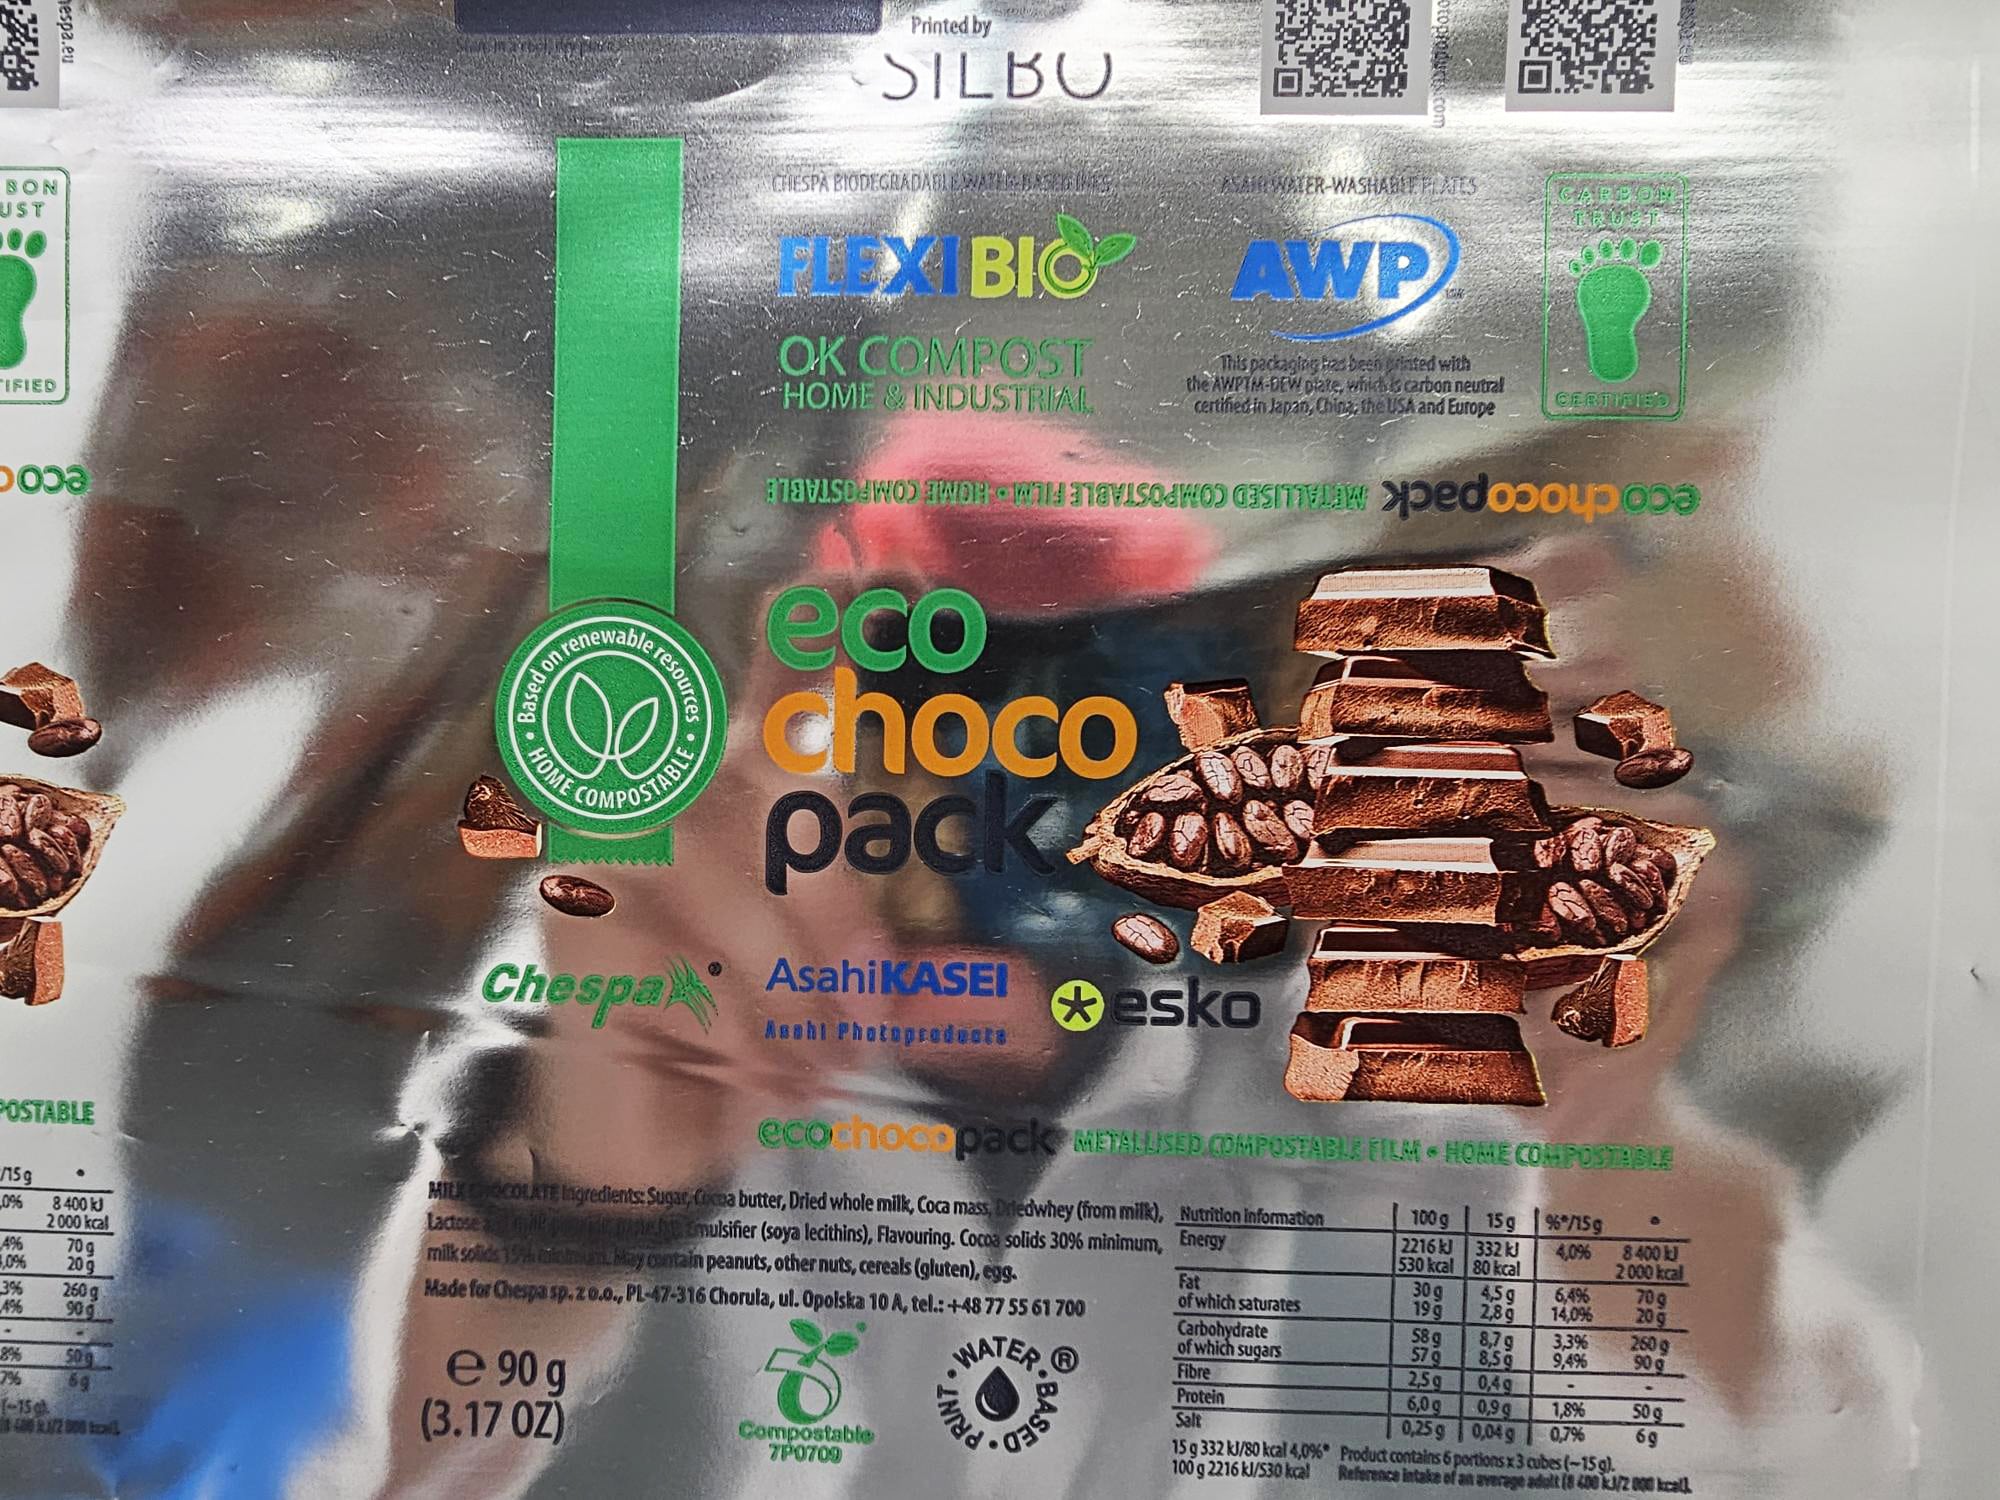 Printed by
SILBO
CHESPA BIODEGRADABLE WATER-BASED INKS
FLEXIBIO
OK COMPOST
HOME & INDUSTRIAL
ASAHI WATER-WASHABLE PLATES
AWP
This packaging has been printed with
the AWPTM-DEW plate, which is carbon neutral
certified in Japan, China, the USA and Europe
CARBON
TRUST
CERTIFIED
eco choco pack METALLISED COMPOSTABLE FILM • HOME COMPOSTABLE
Based on renewable resources • HOME COMPOSTABLE •
eco
choco
pack
Chespa®
AsahiKASEI
Asahi Photoproducts
esko
ecochocopack METALLISED COMPOSTABLE FILM • HOME COMPOSTABLE
MILK CHOCOLATE Ingredients: Sugar, Cocoa butter, Dried whole milk, Coca mass, Driedwhey (from milk),
Lactose Emulsifier (soya lecithins), Flavouring. Cocoa solids 30% minimum,
milk solids 15% minimum. May contain peanuts, other nuts, cereals (gluten), egg.
Made for Chespa sp. z o.o., PL-47-316 Chorula, ul. Opolska 10 A, tel.: +48 77 55 61 700
e 90 g
(3.17 OZ)
Compostable
7P0709
WATER • BASED • PRINT • ®
Nutrition Information 100 g 15 g %*/15 g *
Energy 2216 kJ 332 kJ 4,0% 8 400 kJ
530 kcal 80 kcal 2 000 kcal
Fat 30 g 4,5 g 6,4% 70 g
of which saturates 19 g 2,8 g 14,0% 20 g
Carbohydrate 58 g 8,7 g 3,3% 260 g
of which sugars 57 g 8,5 g 9,4% 90 g
Fibre 2,5 g 0,4 g - -
Protein 6,0 g 0,9 g 1,8% 50 g
Salt 0,25 g 0,04 g 0,7% 6 g
15 g 332 kJ/80 kcal 4,0%* Product contains 6 portions x 3 cubes (~15 g).
100 g 2216 kJ/530 kcal Reference intake of an average adult (8 400 kJ/2 000 kcal).